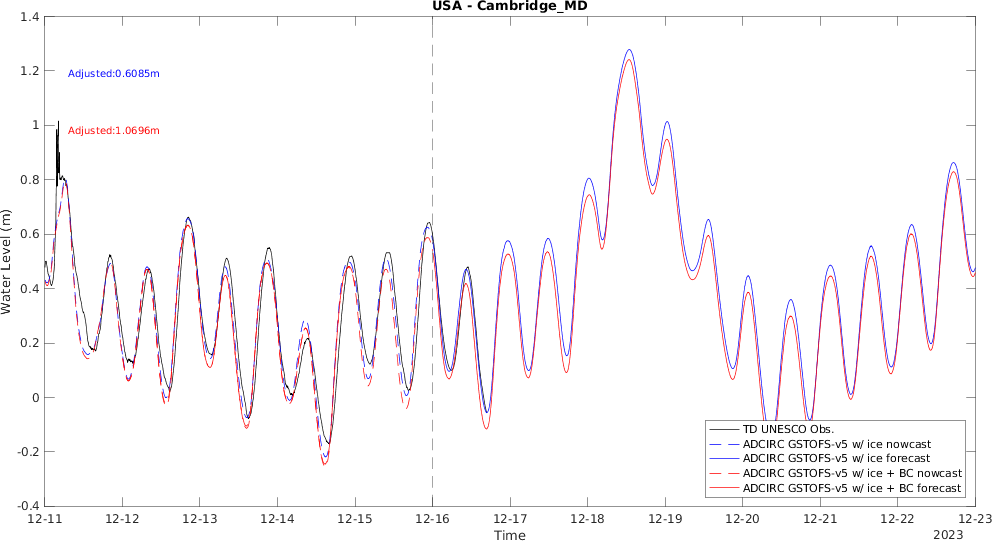 USA - Cambridge_MD
Water Level (m)
1.4
1.2
1
0.8
0.6
0.4
0.2
0
-0.2
-0.4
Adjusted:0.6085m
Adjusted:1.0696m
TD UNESCO Obs.
ADCIRC GSTOFS-v5 w/ ice nowcast
ADCIRC GSTOFS-v5 w/ ice forecast
ADCIRC GSTOFS-v5 w/ ice + BC nowcast
ADCIRC GSTOFS-v5 w/ ice + BC forecast
12-11 12-12 12-13 12-14 12-15 12-16 12-17 12-18 12-19 12-20 12-21 12-22 12-23
Time
2023